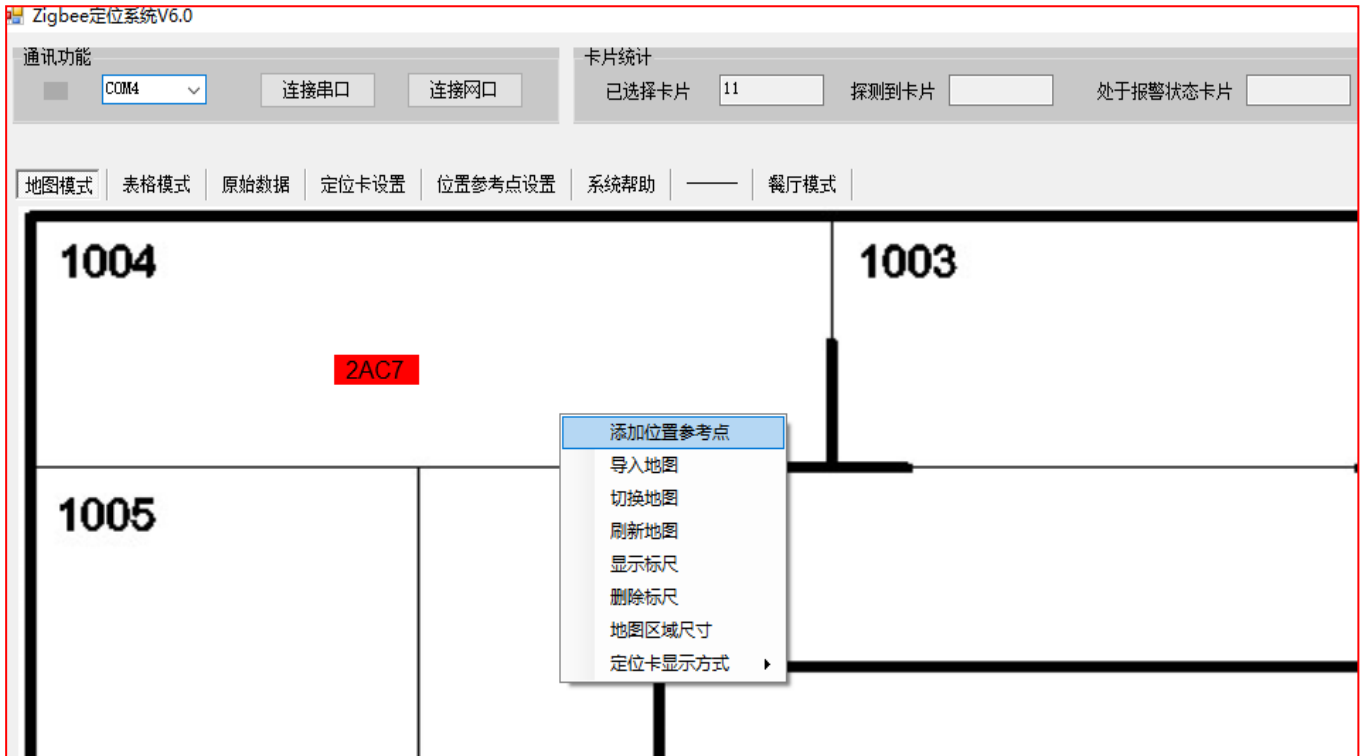 Zigbee定位系统V6.0
通讯功能
卡片统计
COM4
连接串口
连接网口
已选择卡片
11
探测到卡片
处于报警状态卡片
地图模式
表格模式
原始数据
定位卡设置
位置参考点设置
系统帮助
餐厅模式
1004
1003
2AC7
添加位置参考点
导入地图
切换地图
1005
刷新地图
显示标尺
删除标尺
地图区域尺寸
定位卡显示方式